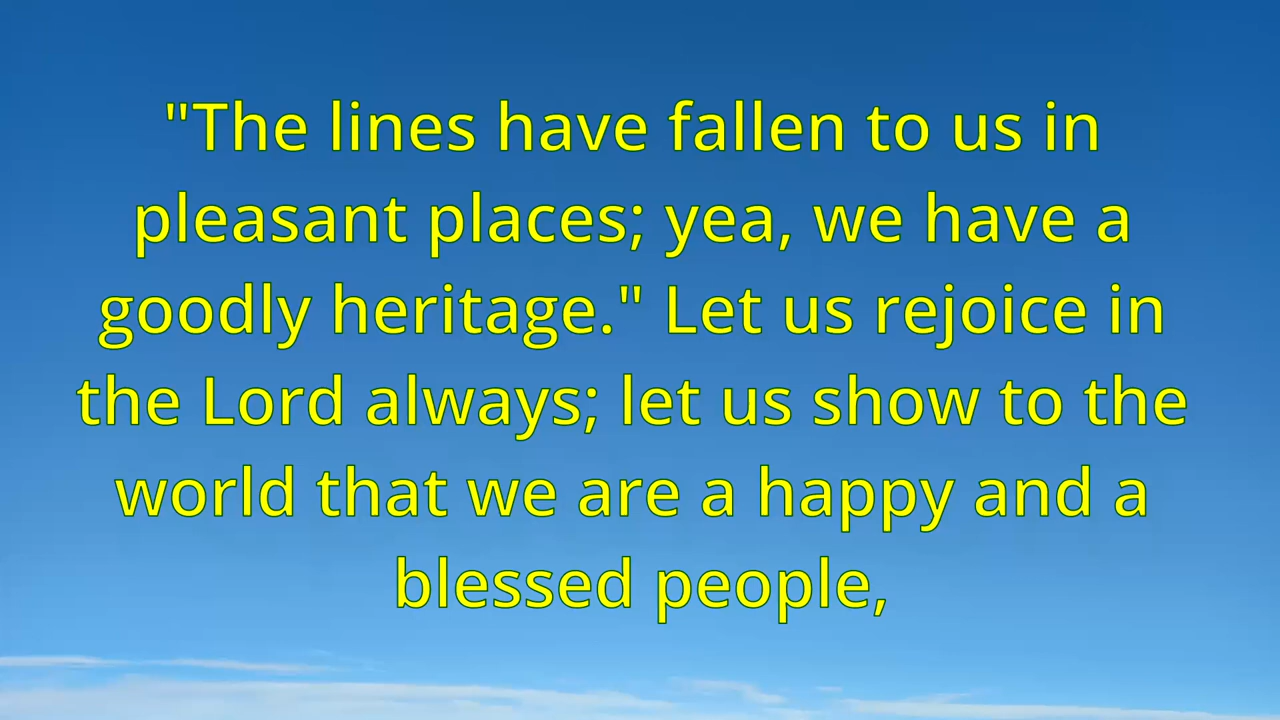 "The lines have fallen to us in
pleasant places; yea, we have a
goodly heritage." Let us rejoice in
the Lord always; let us show to the
world that we are a happy and a
blessed people,